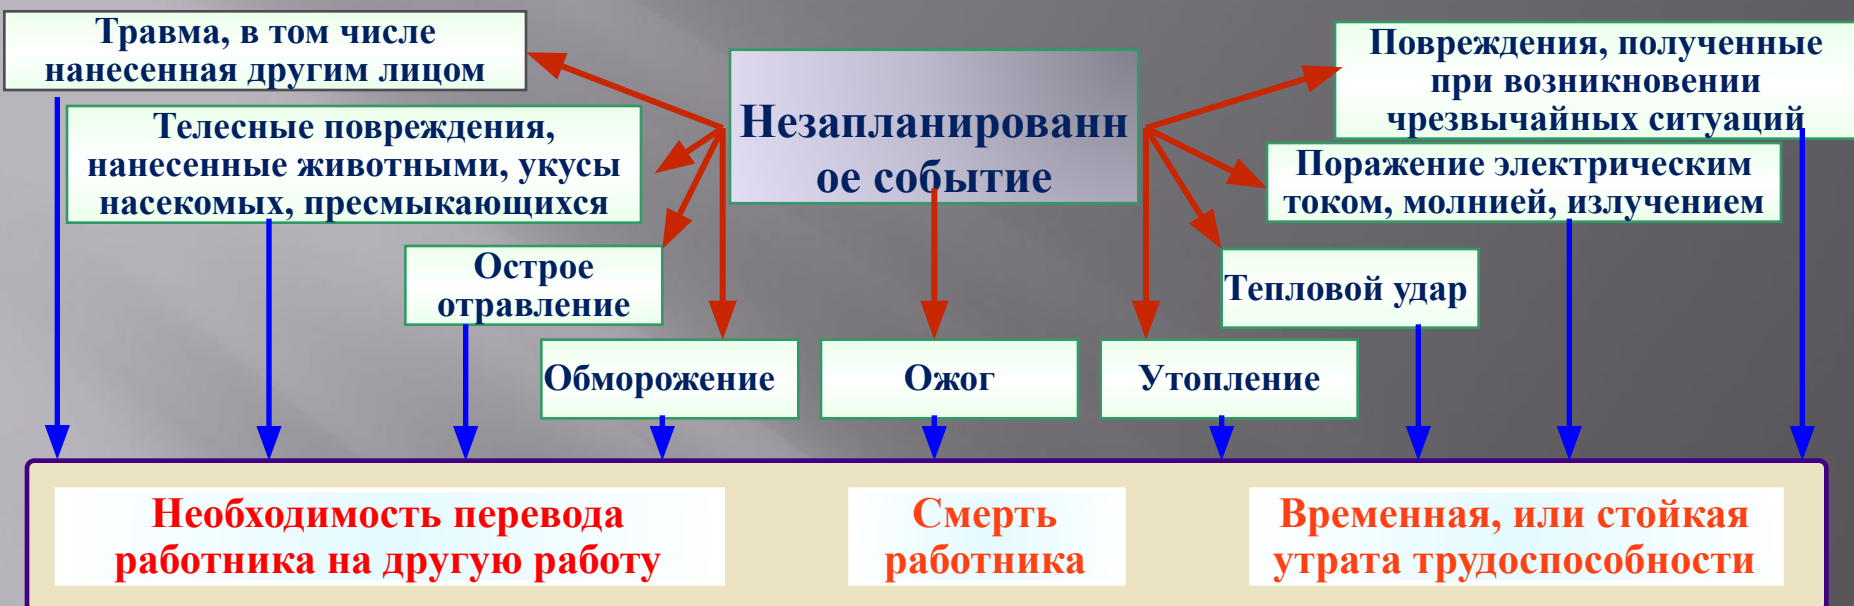 Травма, в том числе
нанесенная другим лицом
Телесные повреждения,
нанесенные животными, укусы
насекомых, пресмыкающихся
Острое
отравление
Обморожение
Незапланированн
ое событие
Ожог
Утопление
Тепловой удар
Поражение электрическим
током, молнией, излучением
Повреждения, полученные
при возникновении
чрезвычайных ситуаций
Необходимость перевода
работника на другую работу
Смерть
работника
Временная, или стойкая
утрата трудоспособности